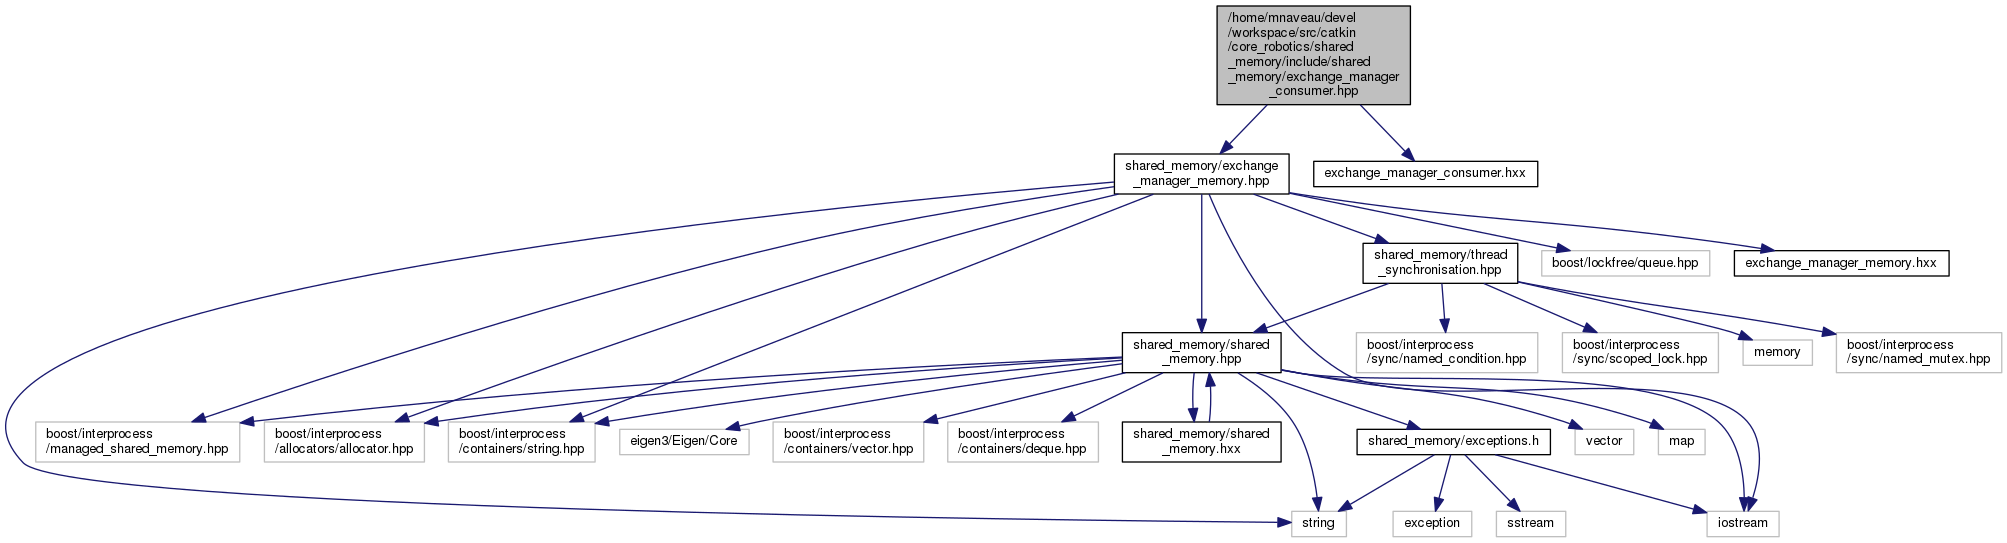 /home/mnaveau/devel
/workspace/src/catkin
/core_robotics/shared
_memory/include/shared
_memory/exchange_manager
_consumer.hpp
shared_memory/exchange
_manager_memory.hpp
exchange_manager_consumer.hxx
shared_memory/thread
_synchronisation.hpp
boost/lockfree/queue.hpp
exchange_manager_memory.hxx
shared_memory/shared
_memory.hpp
boost/interprocess
/sync/named_condition.hpp
boost/interprocess
/sync/scoped_lock.hpp
memory
boost/interprocess
/sync/named_mutex.hpp
boost/interprocess
/managed_shared_memory.hpp
boost/interprocess
/allocators/allocator.hpp
boost/interprocess
/containers/string.hpp
eigen3/Eigen/Core
boost/interprocess
/containers/vector.hpp
boost/interprocess
/containers/deque.hpp
shared_memory/shared
_memory.hxx
shared_memory/exceptions.h
vector
map
string
exception
sstream
iostream